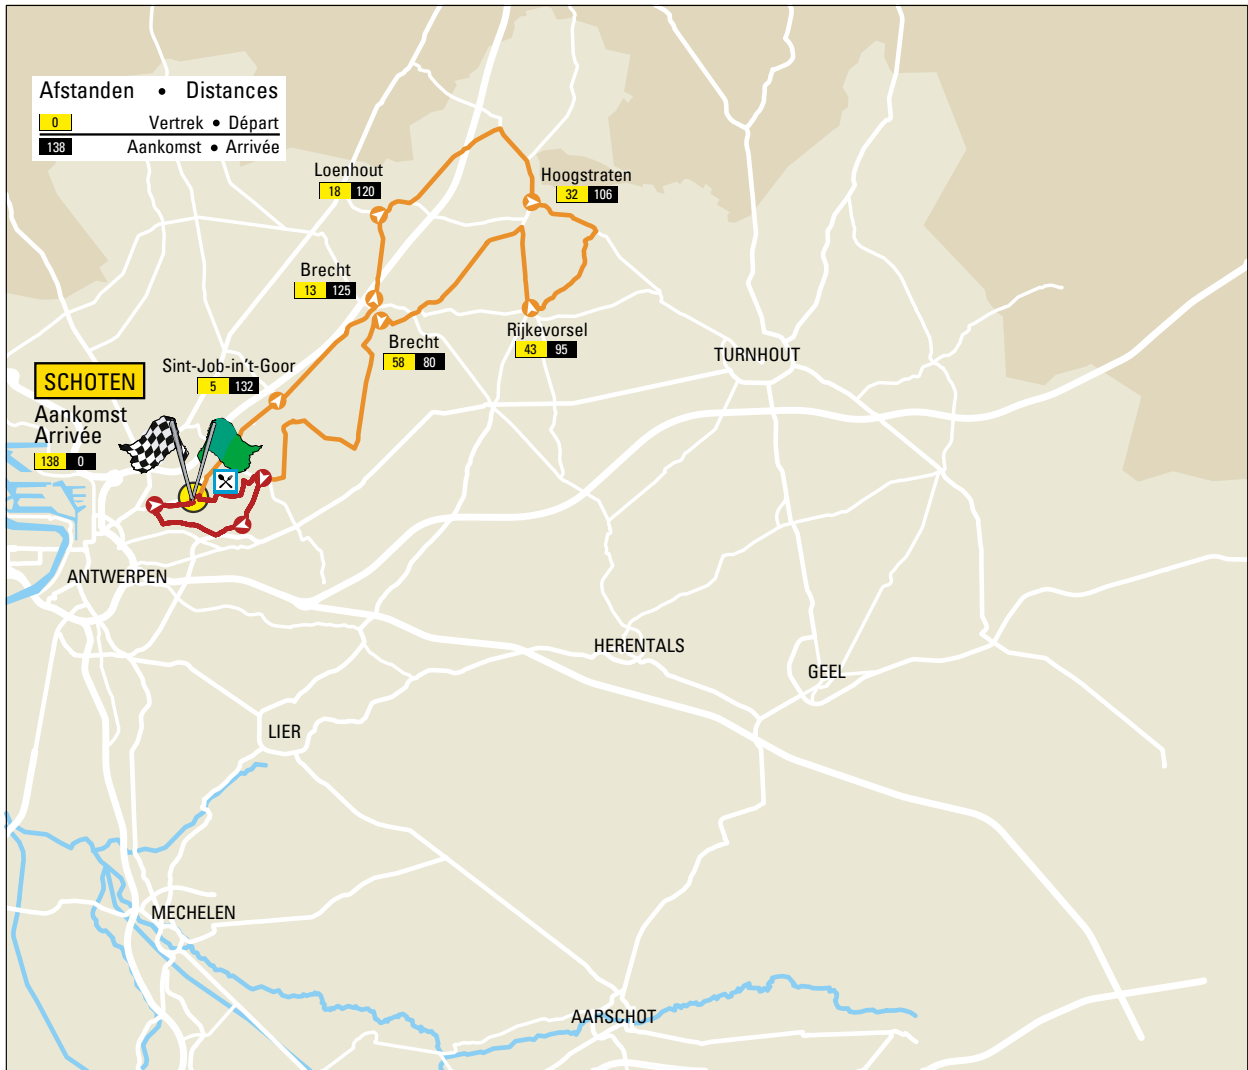 Afstanden • Distances
0 Vertrek • Départ
138 Aankomst • Arrivée
Loenhout
18 120
Hoogstraten
32 106
Brecht
13 125
Rijkevorsel
43 95
Brecht
58 80
TURNHOUT
Sint-Job-in't-Goor
5 132
SCHOTEN
Aankomst
Arrivée
138 0
ANTWERPEN
HERENTALS
GEEL
LIER
MECHELEN
AARSCHOT